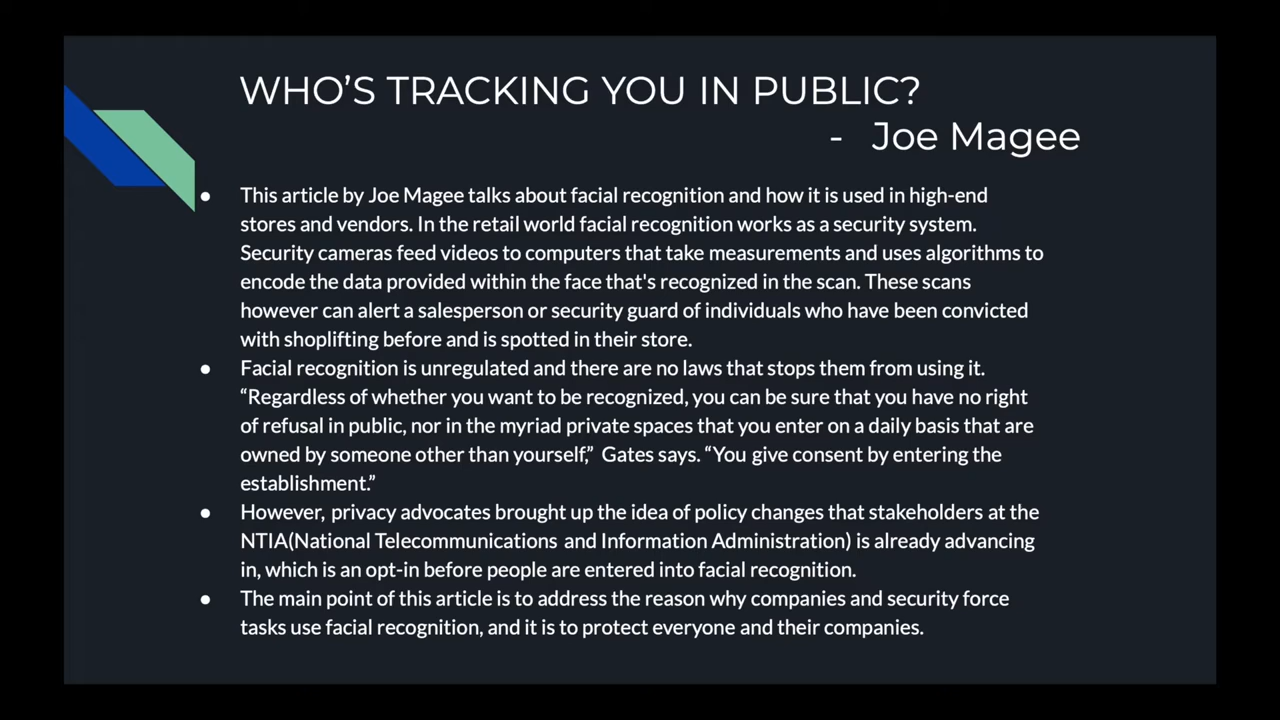 WHO'S TRACKING YOU IN PUBLIC?
- Joe Magee
● This article by Joe Magee talks about facial recognition and how it is used in high-end
stores and vendors. In the retail world facial recognition works as a security system.
Security cameras feed videos to computers that take measurements and uses algorithms to
encode the data provided within the face that's recognized in the scan. These scans
however can alert a salesperson or security guard of individuals who have been convicted
with shoplifting before and is spotted in their store.
● Facial recognition is unregulated and there are no laws that stops them from using it.
“Regardless of whether you want to be recognized, you can be sure that you have no right
of refusal in public, nor in the myriad private spaces that you enter on a daily basis that are
owned by someone other than yourself,” Gates says. “You give consent by entering the
establishment.”
● However, privacy advocates brought up the idea of policy changes that stakeholders at the
NTIA(National Telecommunications and Information Administration) is already advancing
in, which is an opt-in before people are entered into facial recognition.
● The main point of this article is to address the reason why companies and security force
tasks use facial recognition, and it is to protect everyone and their companies.